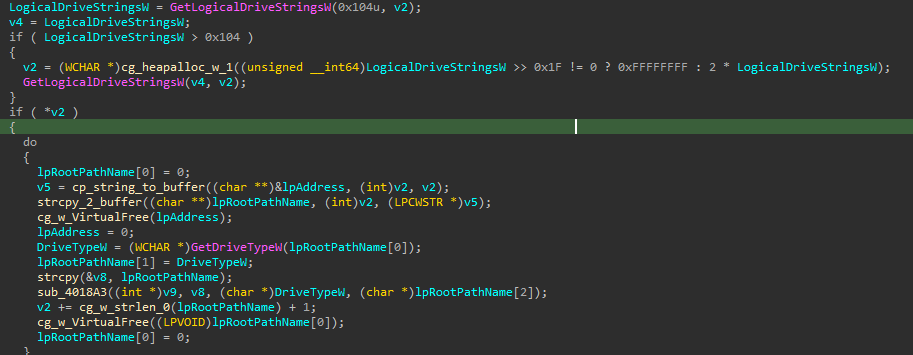 LogicalDriveStringsW = GetLogicalDriveStringsW(0x104u, v2);
v4 = LogicalDriveStringsW;
if ( LogicalDriveStringsW > 0x104 )
{
v2 = (WCHAR *)cg_heapalloc_w_1((unsigned __int64)LogicalDriveStringsW >> 0x1F != 0 ? 0xFFFFFFFF : 2 * LogicalDriveStringsW);
GetLogicalDriveStringsW(v4, v2);
}
if ( *v2 )
{
do
{
lpRootPathName[0] = 0;
v5 = cp_string_to_buffer((char **)&lpAddress, (int)v2, v2);
strcpy_2_buffer((char **)lpRootPathName, (int)v2, (LPCWSTR *)v5);
cg_w_VirtualFree(lpAddress);
lpAddress = 0;
DriveTypeW = (WCHAR *)GetDriveTypeW(lpRootPathName[0]);
lpRootPathName[1] = DriveTypeW;
strcpy(&v8, lpRootPathName);
sub_4018A3((int *)v9, v8, (char *)DriveTypeW, (char *)lpRootPathName[2]);
v2 += cg_w_strlen_0(lpRootPathName) + 1;
cg_w_VirtualFree((LPVOID)lpRootPathName[0]);
lpRootPathName[0] = 0;
}